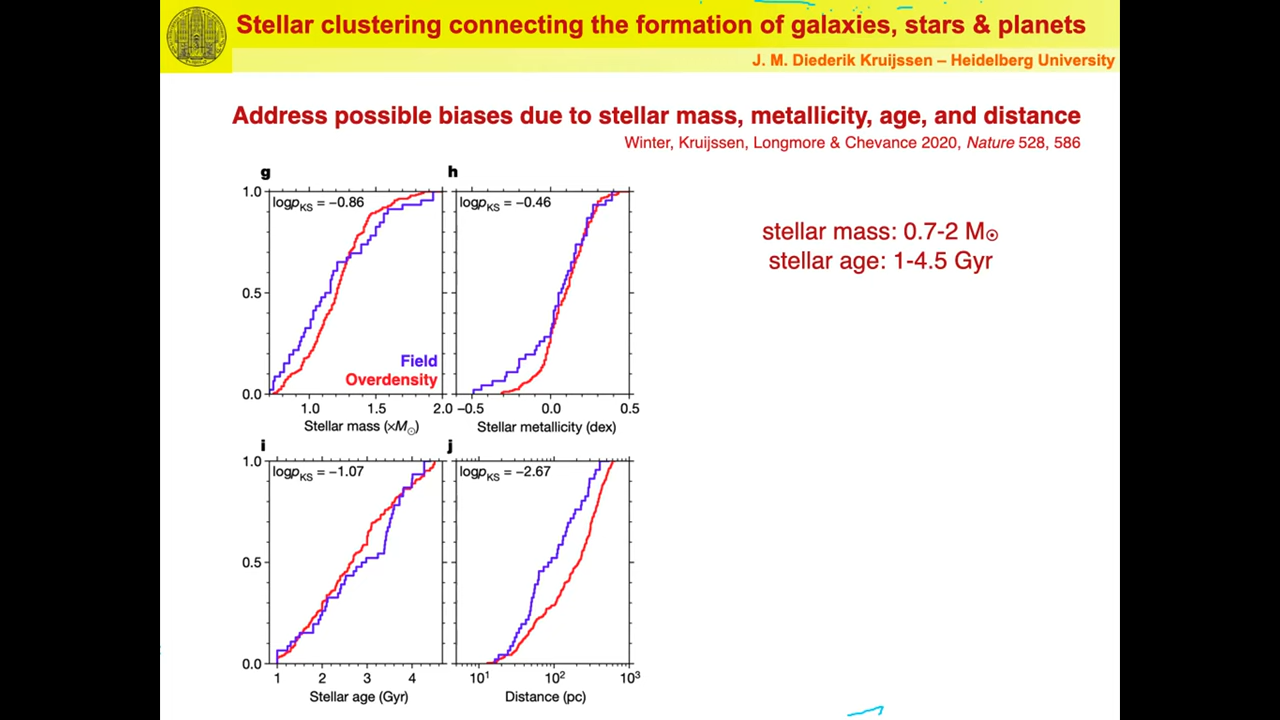 Stellar clustering connecting the formation of galaxies, stars & planets
J. M. Diederik Kruijssen – Heidelberg University
Address possible biases due to stellar mass, metallicity, age, and distance
Winter, Kruijssen, Longmore & Chevance 2020, Nature 528, 586
g
h
1.0
logpKS = −0.86
logpKS = −0.46
stellar mass: 0.7-2 M⊙
stellar age: 1-4.5 Gyr
0.5
Field
Overdensity
0.0
1.0 1.5 2.0
−0.5 0.0 0.5
Stellar mass (×M⊙)
Stellar metallicity (dex)
i
j
1.0
logpKS = −1.07
logpKS = −2.67
0.5
0.0
1 2 3 4
10¹ 10² 10³
Stellar age (Gyr)
Distance (pc)